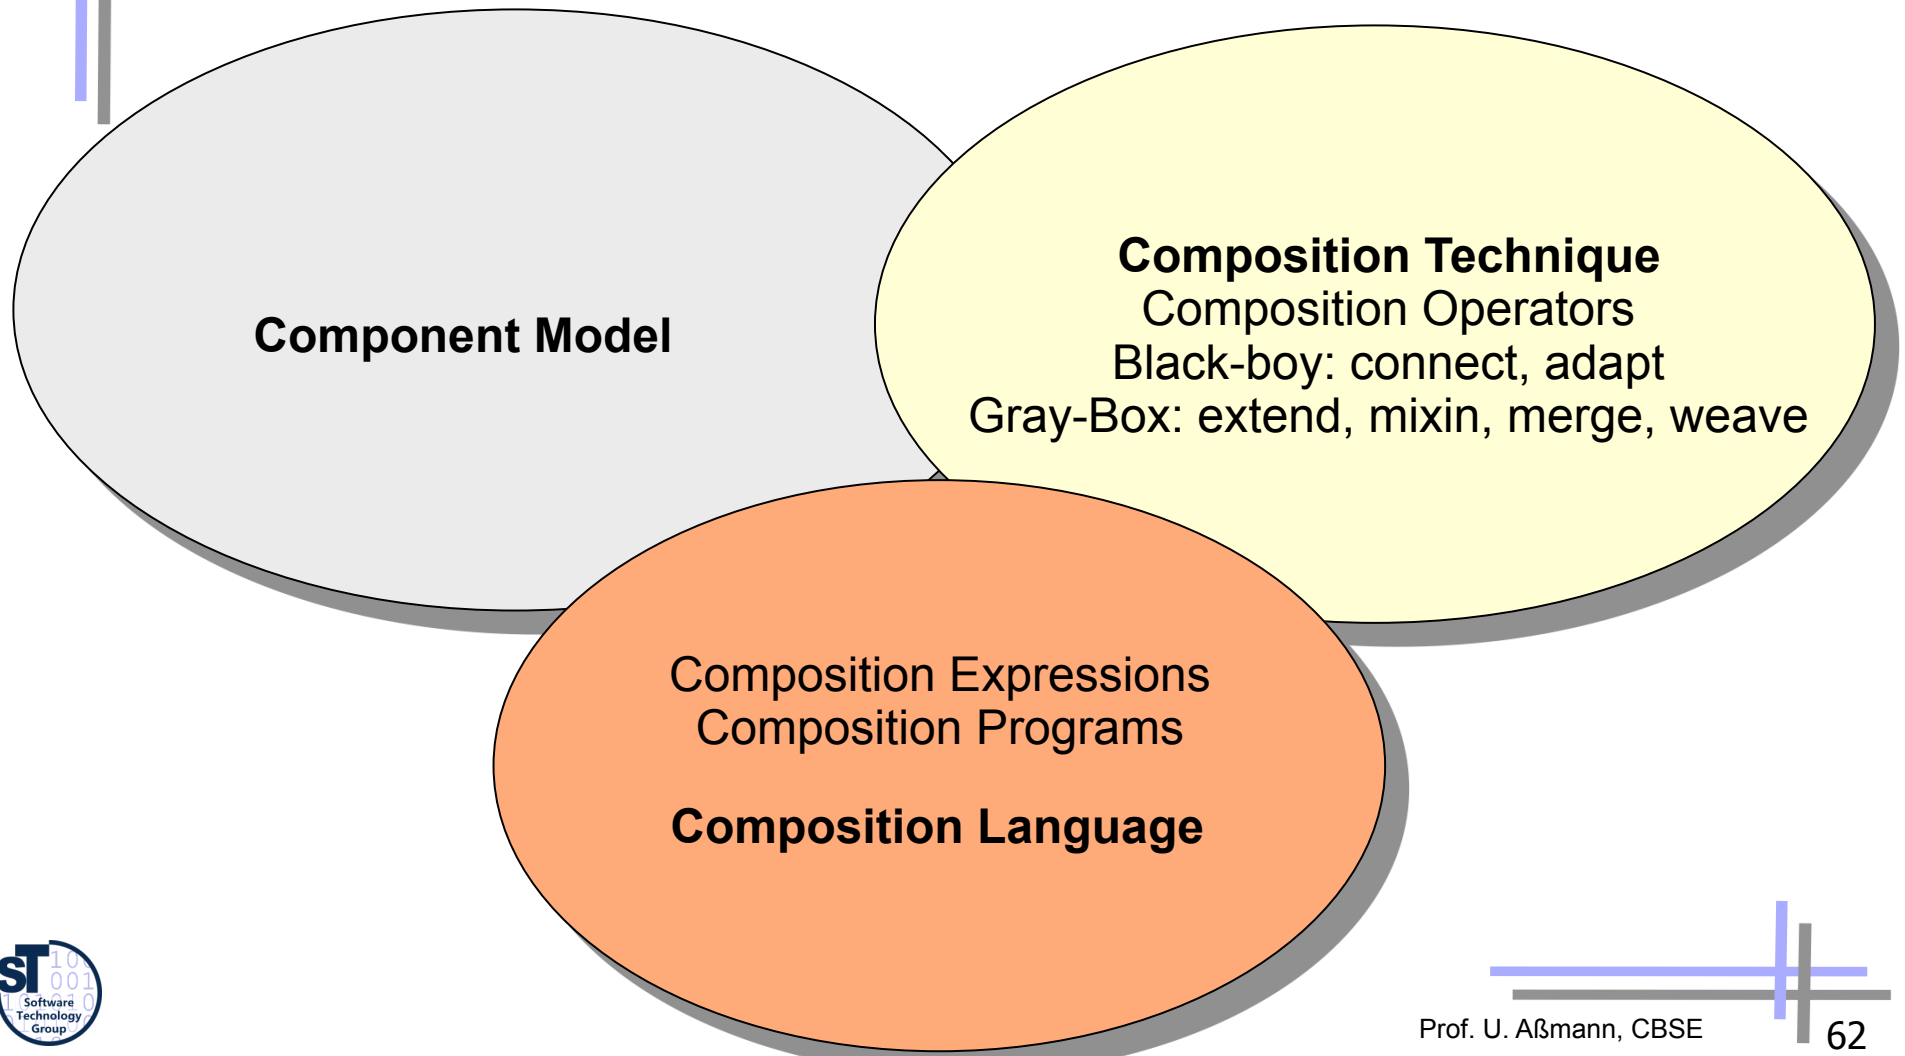 Component Model
Composition Technique
Composition Operators
Black-boy: connect, adapt
Gray-Box: extend, mixin, merge, weave
Composition Expressions
Composition Programs
Composition Language
ST
Software
Technology
Group
Prof. U. Aßmann, CBSE
62